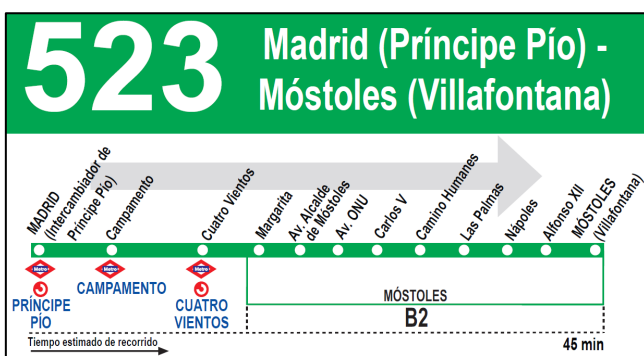 523
Madrid (Príncipe Pío) -
Móstoles (Villafontana)
MADRID
(Intercambiador de
Príncipe Pío)
Campamento
Cuatro Vientos
Margarita
Av. Alcalde
de Móstoles
Av. ONU
Carlos V
Camino Humanes
Las Palmas
Nápoles
Alfonso XII
MÓSTOLES
(Villafontana)
Metro
Metro
Metro
PRÍNCIPE
PÍO
CAMPAMENTO
CUATRO
VIENTOS
MÓSTOLES
B2
Tiempo estimado de recorrido
45 min